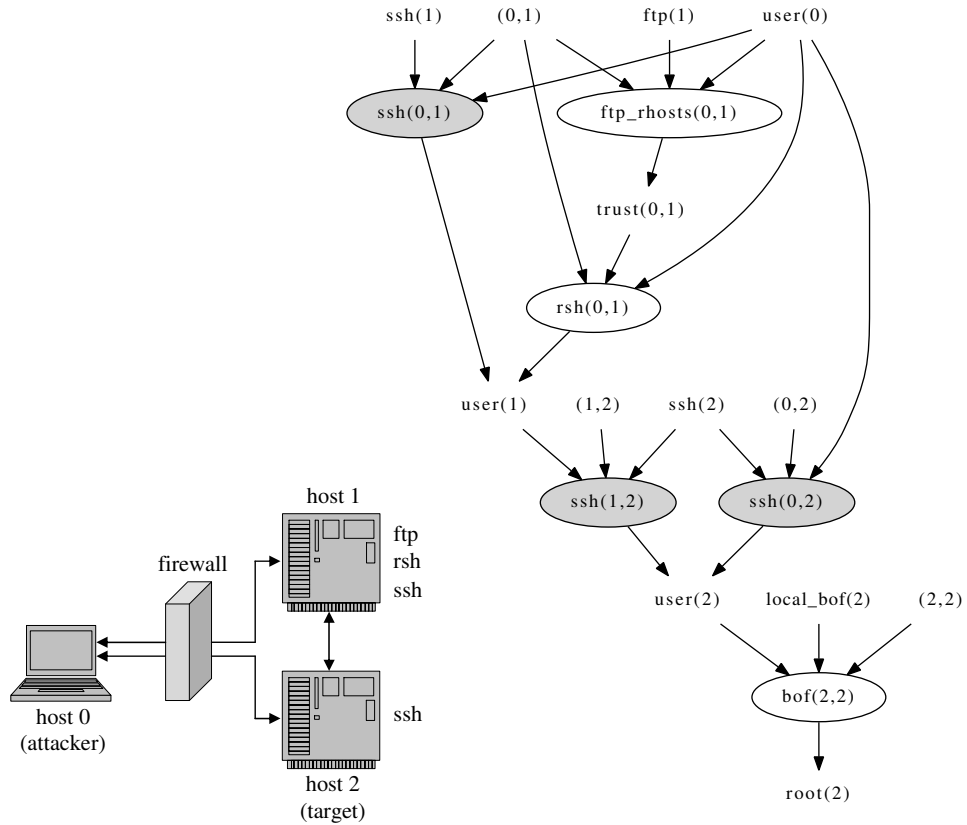 ssh(1)
(0,1)
ftp(1)
user(0)
ssh(0,1)
ftp_rhosts(0,1)
trust(0,1)
rsh(0,1)
user(1)
(1,2)
ssh(2)
(0,2)
ssh(1,2)
ssh(0,2)
user(2)
local_bof(2)
(2,2)
bof(2,2)
root(2)
host 1
ftp
rsh
ssh
firewall
host 0
(attacker)
ssh
host 2
(target)